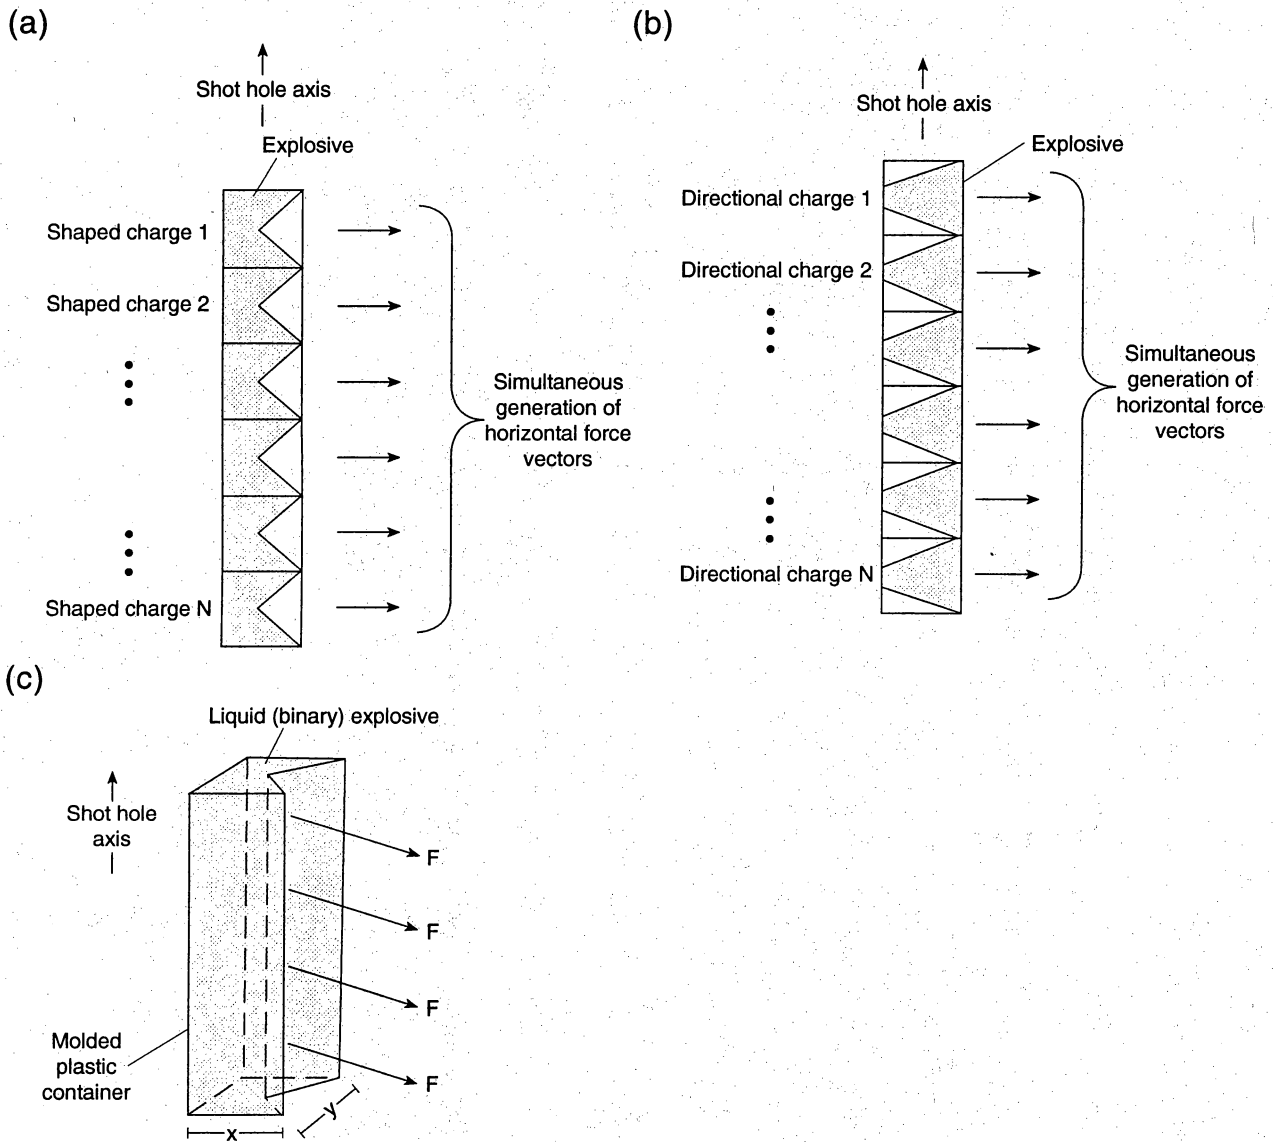 (a)
Shot hole axis
Explosive
Shaped charge 1
Shaped charge 2
Shaped charge N
Simultaneous
generation of
horizontal force
vectors
(b)
Shot hole axis
Explosive
Directional charge 1
Directional charge 2
Directional charge N
Simultaneous
generation of
horizontal force
vectors
(c)
Liquid (binary) explosive
Shot hole
axis
F
F
F
F
Molded
plastic
container
x
y